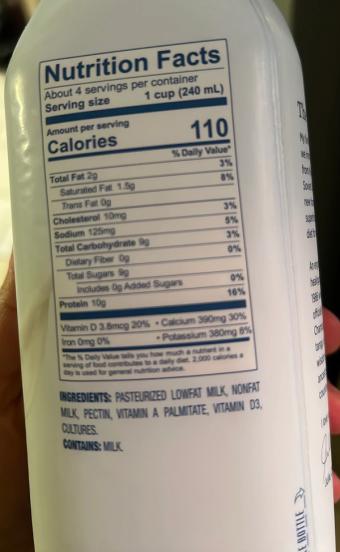 Nutrition Facts
About 4 servings per container
Serving size 1 cup (240 mL)
Amount per serving
Calories 110
% Daily Value*
Total Fat 2g 3%
Saturated Fat 1.5g 8%
Trans Fat 0g
Cholesterol 10mg 3%
Sodium 125mg 5%
Total Carbohydrate 9g 3%
Dietary Fiber 0g 0%
Total Sugars 9g
Includes 0g Added Sugars 0%
Protein 10g 16%
Vitamin D 3.8mcg 20% • Calcium 390mg 30%
Iron 0mg 0% • Potassium 380mg 8%
*The % Daily Value tells you how much a nutrient in a
serving of food contributes to a daily diet. 2,000 calories a
day is used for general nutrition advice.
INGREDIENTS: PASTEURIZED LOWFAT MILK, NONFAT
MILK, PECTIN, VITAMIN A PALMITATE, VITAMIN D3,
CULTURES.
CONTAINS: MILK
BOTTLE